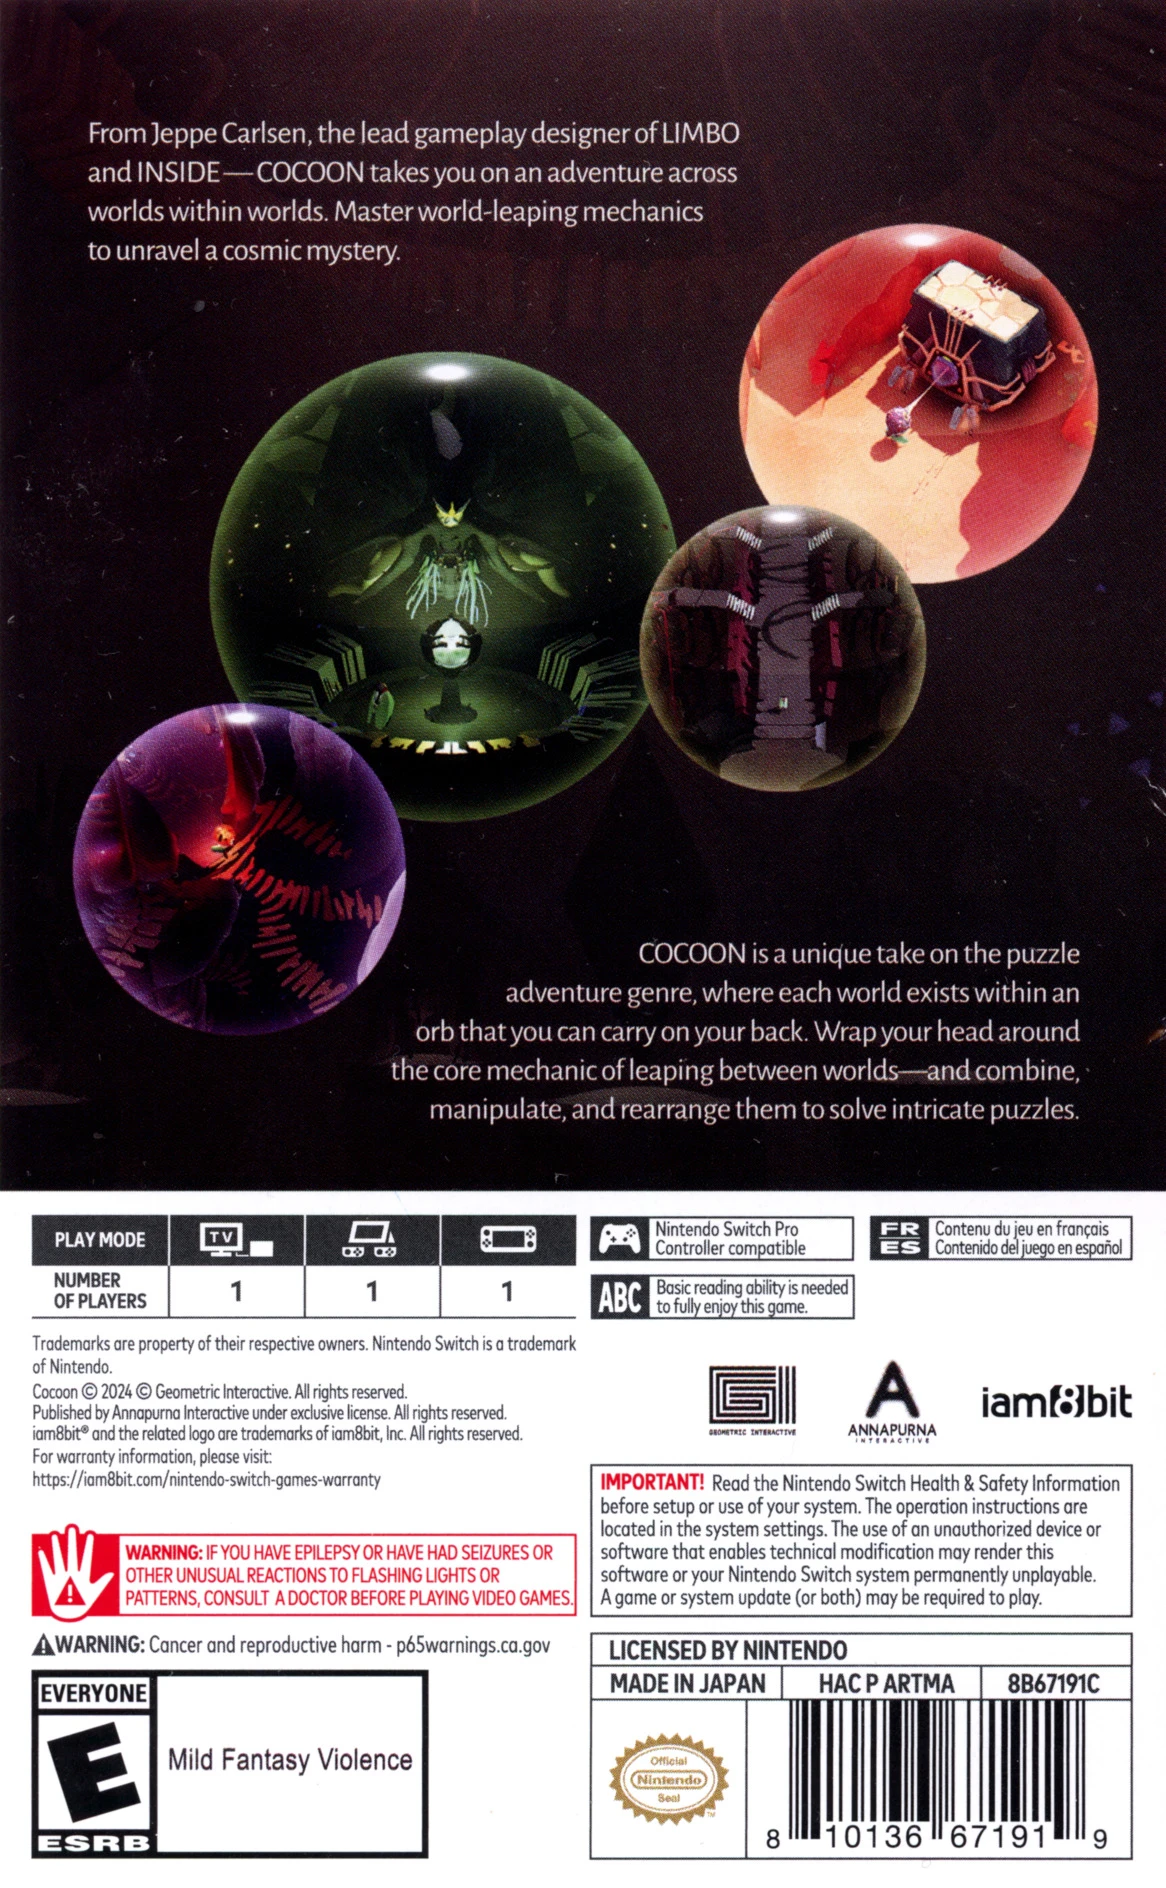 From Jeppe Carlsen, the lead gameplay designer of LIMBO
and INSIDE—COCOON takes you on an adventure across
worlds within worlds. Master world-leaping mechanics
to unravel a cosmic mystery.
COCOON is a unique take on the puzzle
adventure genre, where each world exists within an
orb that you can carry on your back. Wrap your head around
the core mechanic of leaping between worlds—and combine,
manipulate, and rearrange them to solve intricate puzzles.
PLAY MODE
TV
NUMBER
OF PLAYERS
1
1
1
Nintendo Switch Pro
Controller compatible
FR
ES
Contenu du jeu en français
Contenido del juego en español
ABC
Basic reading ability is needed
to fully enjoy this game.
Trademarks are property of their respective owners. Nintendo Switch is a trademark
of Nintendo.
Cocoon © 2024 © Geometric Interactive. All rights reserved.
Published by Annapurna Interactive under exclusive license. All rights reserved.
iam8bit® and the related logo are trademarks of iam8bit, Inc. All rights reserved.
For warranty information, please visit:
https://iam8bit.com/nintendo-switch-games-warranty
GEOMETRIC INTERACTIVE
A
ANNAPURNA
INTERACTIVE
iam8bit
WARNING: IF YOU HAVE EPILEPSY OR HAVE HAD SEIZURES OR
OTHER UNUSUAL REACTIONS TO FLASHING LIGHTS OR
PATTERNS, CONSULT A DOCTOR BEFORE PLAYING VIDEO GAMES.
WARNING: Cancer and reproductive harm - p65warnings.ca.gov
IMPORTANT! Read the Nintendo Switch Health & Safety Information
before setup or use of your system. The operation instructions are
located in the system settings. The use of an unauthorized device or
software that enables technical modification may render this
software or your Nintendo Switch system permanently unplayable.
A game or system update (or both) may be required to play.
EVERYONE
E
ESRB
Mild Fantasy Violence
LICENSED BY NINTENDO
MADE IN JAPAN
HAC P ARTMA
8B67191C
Official
Nintendo
Seal
TM
8 10136 67191 9